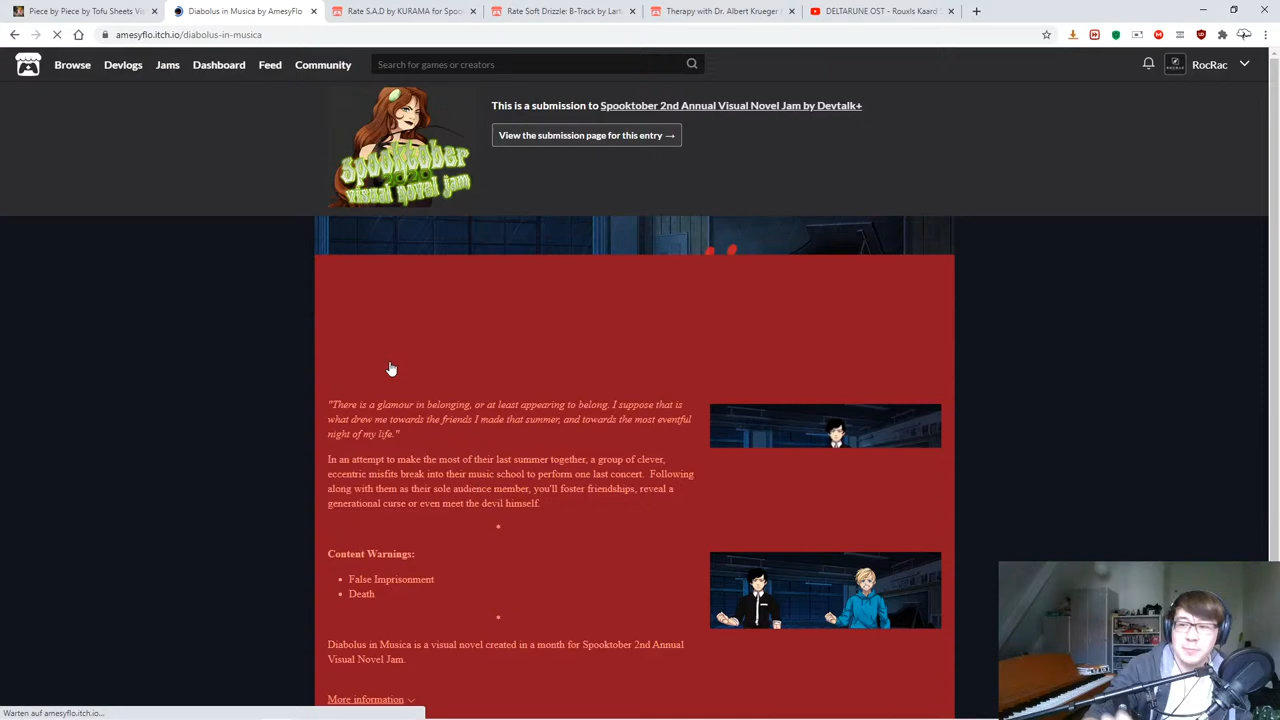 Piece by Piece by Tofu Sheets Vi
Diabolus in Musica by Amesyflo
Rate S.A.D by KURAMA for Spoo
Rate Soft Drizzle: B-Track by Lart
Therapy with Dr. Albert Krueger
DELTARUNE OST - Rouxls Kaard
amesyflo.itch.io/diabolus-in-musica
Browse Devlogs Jams Dashboard Feed Community Search for games or creators RocRac
Spooktober
2020
visual novel jam
This is a submission to Spooktober 2nd Annual Visual Novel Jam by Devtalk+
View the submission page for this entry →
"There is a glamour in belonging, or at least appearing to belong. I suppose that is
what drew me towards the friends I made that summer, and towards the most eventful
night of my life."
In an attempt to make the most of their last summer together, a group of clever,
eccentric misfits break into their music school to perform one last concert. Following
along with them as their sole audience member, you'll foster friendships, reveal a
generational curse or even meet the devil himself.
*
Content Warnings:
• False Imprisonment
• Death
*
Diabolus in Musica is a visual novel created in a month for Spooktober 2nd Annual
Visual Novel Jam.
More information
Warten auf amesyflo.itch.io...